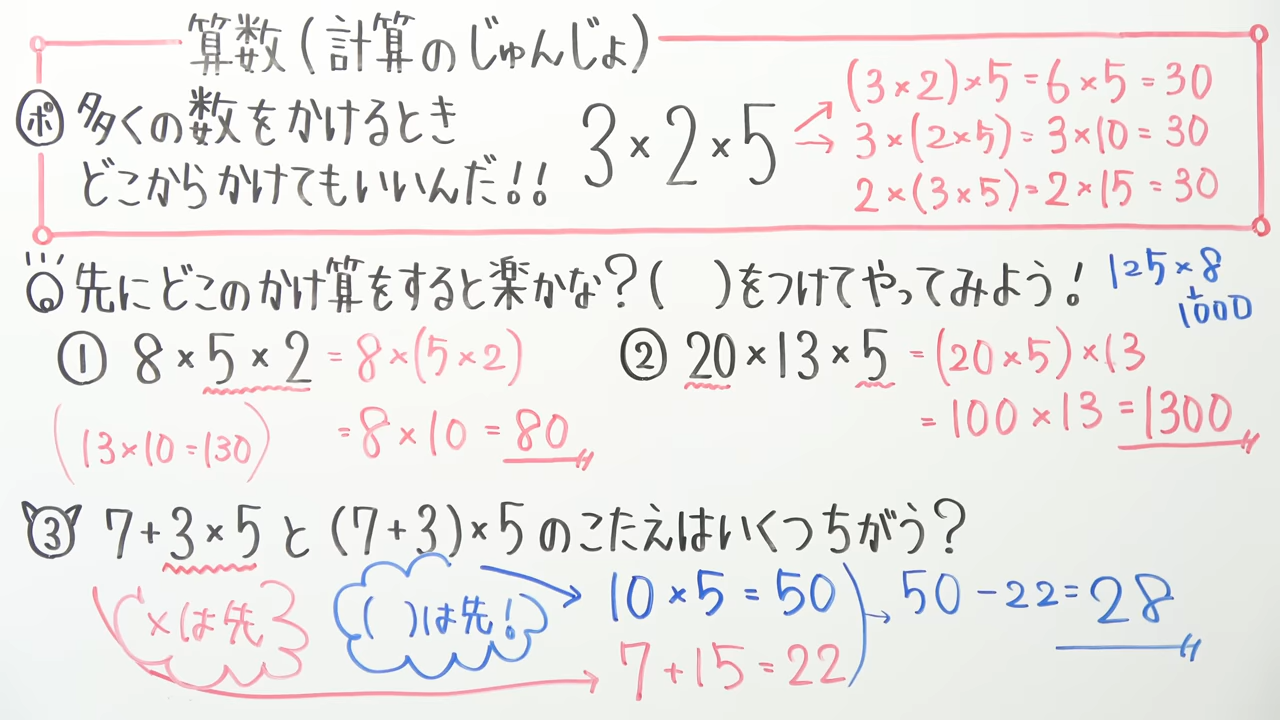 算数(計算のじゅんじょ)
ポ 多くの数をかけるとき
どこからかけてもいいんだ!!
3×2×5
(3×2)×5=6×5=30
3×(2×5)=3×10=30
2×(3×5)=2×15=30
先にどこのかけ算をすると楽かな?( )をつけてやってみよう!
125×8
1000
① 8×5×2=8×(5×2)
=8×10=80
(13×10=130)
② 20×13×5=(20×5)×13
=100×13=1300
③ 7+3×5と(7+3)×5のこたえはいくつちがう?
×は先
( )は先!
10×5=50
7+15=22
50-22=28